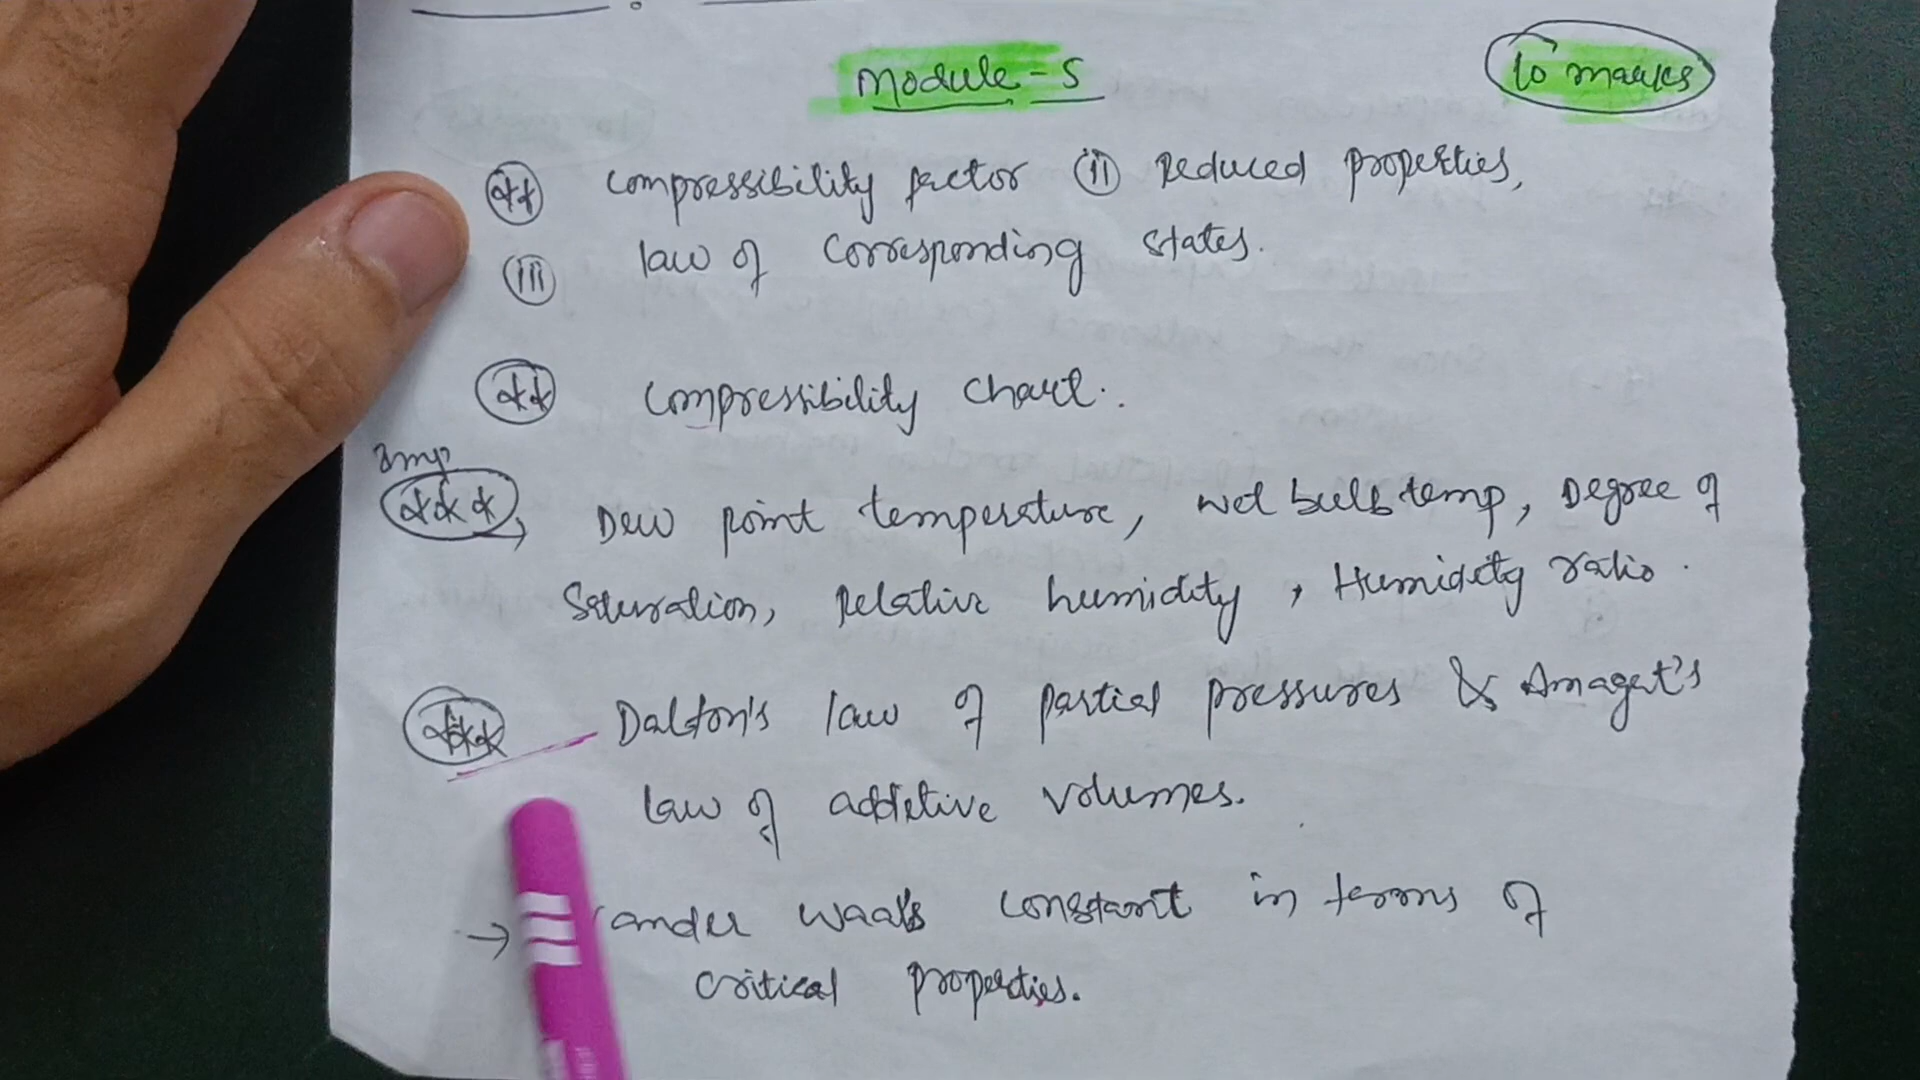 Module - 5
10 marks
** compressibility factor (ii) Reduced properties,
(iii) law of corresponding states.
** compressibility chart.
Imp
*** Dew point temperature, wet bulb temp, Degree of
Saturation, Relative humidity, Humidity ratio.
*** Dalton's law of partial pressures & Amagat's
law of additive volumes.
→ Vander waals constant in terms of
critical properties.